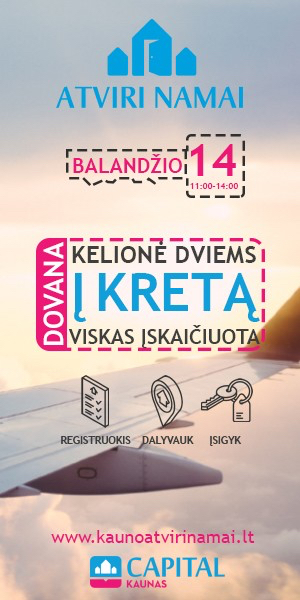 ATVIRI NAMAI
BALANDŽIO 14
11:00-14:00
DOVANA
KELIONĖ DVIEMS
Į KRETĄ
VISKAS ĮSKAIČIUOTA
REGISTRUOKIS DALYVAUK ĮSIGYK
www.kaunoatvirinamai.lt
CAPITAL
KAUNAS